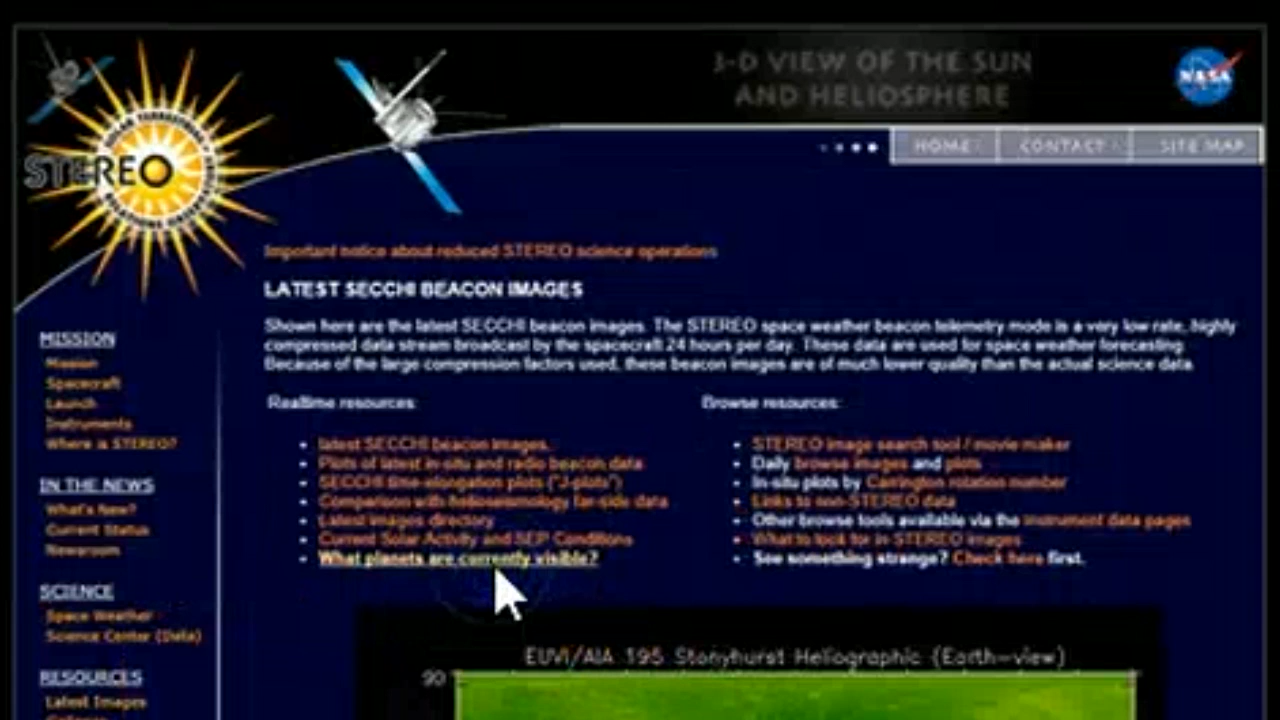 3-D VIEW OF THE SUN
AND HELIOSPHERE
NASA
STEREO
HOME
CONTACT
SITE MAP
Important notice about reduced STEREO science operations
LATEST SECCHI BEACON IMAGES
Shown here are the latest SECCHI beacon images. The STEREO space weather beacon telemetry mode is a very low rate, highly
compressed data stream broadcast by the spacecraft 24 hours per day. These data are used for space weather forecasting.
Because of the large compression factors used, these beacon images are of much lower quality than the actual science data.
MISSION
Mission
Spacecraft
Launch
Instruments
Where is STEREO?
IN THE NEWS
What's New?
Current Status
Newsroom
SCIENCE
Space Weather
Science Center (Data)
RESOURCES
Latest Images
Realtime resources:
latest SECCHI beacon images.
Plots of latest in-situ and radio beacon data
SECCHI time-elongation plots ("J-plots")
Comparison with helioseismology far-side data
Latest images directory
Current Solar Activity and SEP Conditions
What planets are currently visible?
Browse resources:
STEREO image search tool / movie maker
Daily browse images and plots
In-situ plots by Carrington rotation number
Links to non-STEREO data
Other browse tools available via the instrument data pages
What to look for in STEREO images
See something strange? Check here first.
EUVI/AIA 195 Stonyhurst Heliographic (Earth-view)
90